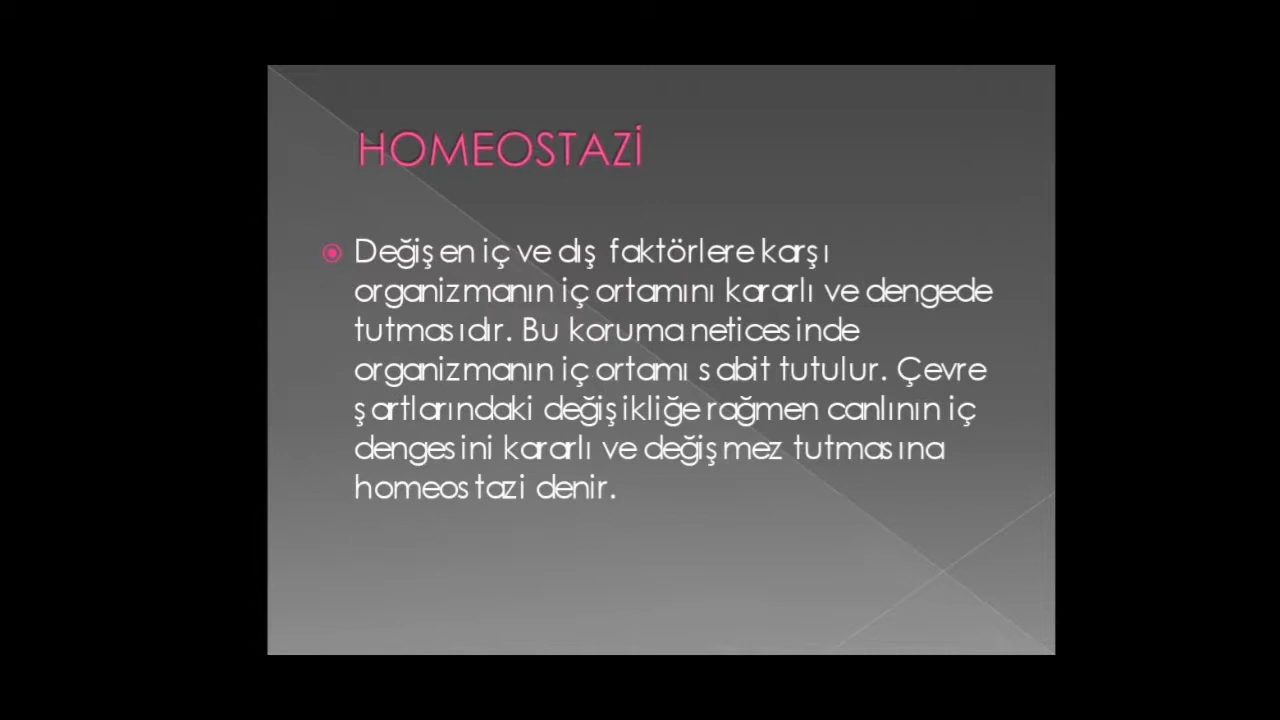 HOMEOSTAZİ
Değişen iç ve dış faktörlere karşı
organizmanın iç ortamını kararlı ve dengede
tutmasıdır. Bu koruma neticesinde
organizmanın iç ortamı sabit tutulur. Çevre
şartlarındaki değişikliğe rağmen canlının iç
dengesini kararlı ve değişmez tutmasına
homeostazi denir.